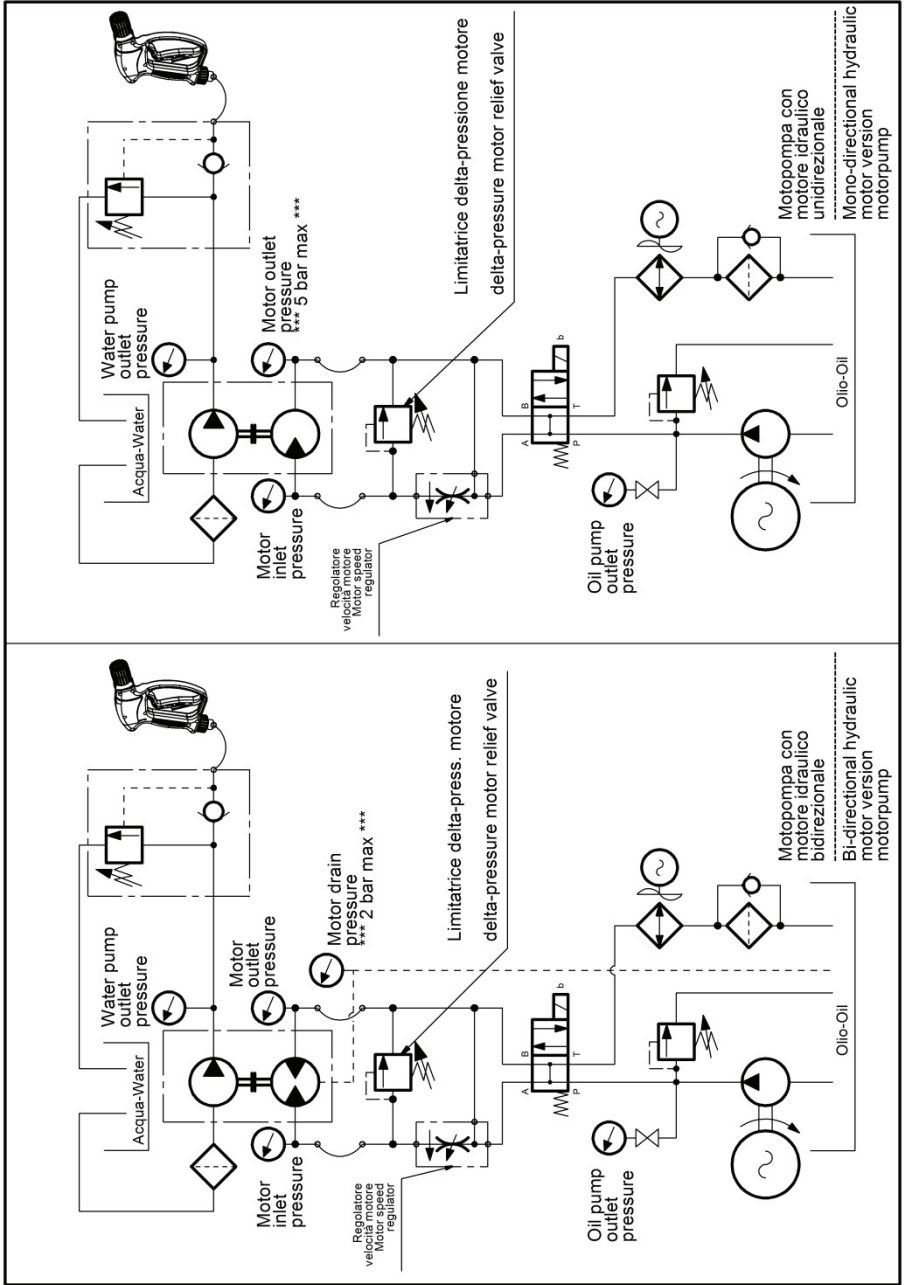 Water pump
outlet
pressure
Acqua-Water
Motor
inlet
pressure
Motor outlet
pressure
*** 5 bar max ***
Limitatrice delta-pressione motore
delta-pressure motor relief valve
Regolatore
velocità motore
Motor speed
regulator
A
B
P
T
b
Oil pump
outlet
pressure
Olio-Oil
Motopompa con
motore idraulico
unidirezionale
Mono-directional hydraulic
motor version
motorpump
Water pump
outlet
pressure
Acqua-Water
Motor
inlet
pressure
Motor
outlet
pressure
Motor drain
pressure
*** 2 bar max ***
Limitatrice delta-press. motore
delta-pressure motor relief valve
Regolatore
velocità motore
Motor speed
regulator
A
B
P
T
b
Oil pump
outlet
pressure
Olio-Oil
Motopompa con
motore idraulico
bidirezionale
Bi-directional hydraulic
motor version
motorpump